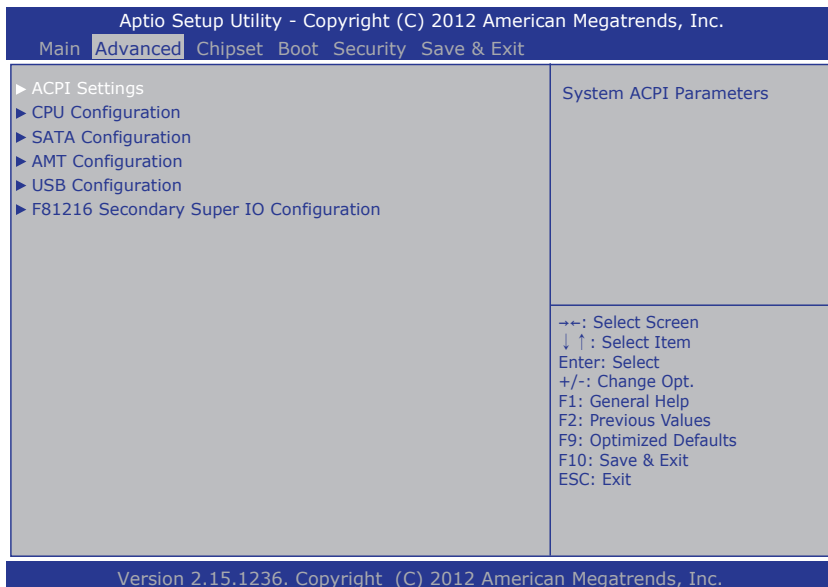 Aptio Setup Utility - Copyright (C) 2012 American Megatrends, Inc.
Main Advanced Chipset Boot Security Save & Exit
► ACPI Settings
► CPU Configuration
► SATA Configuration
► AMT Configuration
► USB Configuration
► F81216 Secondary Super IO Configuration
System ACPI Parameters
→←: Select Screen
↓↑: Select Item
Enter: Select
+/-: Change Opt.
F1: General Help
F2: Previous Values
F9: Optimized Defaults
F10: Save & Exit
ESC: Exit
Version 2.15.1236. Copyright (C) 2012 American Megatrends, Inc.